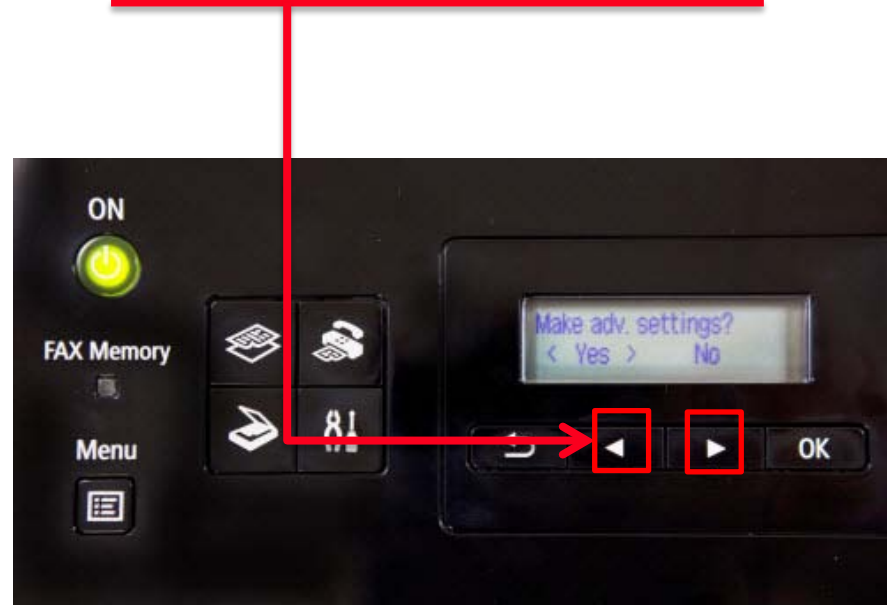 ON
FAX Memory
Menu
Make adv. settings?
< Yes > No
OK